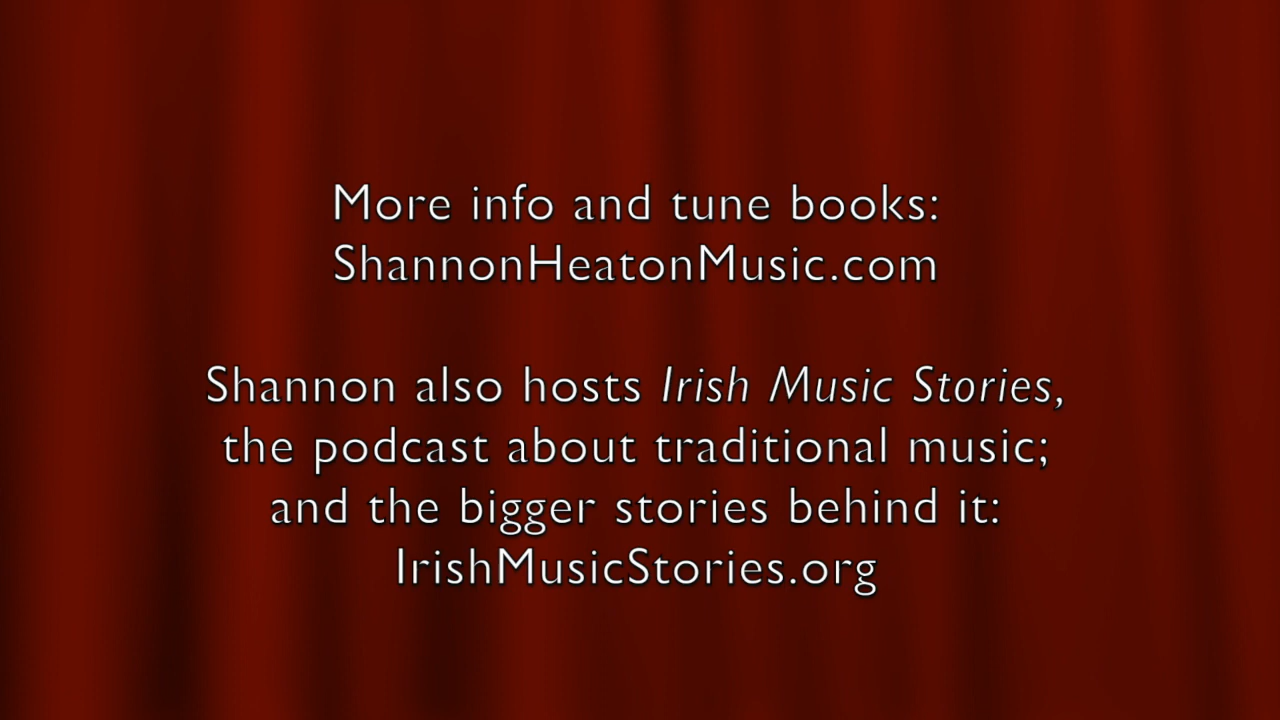 More info and tune books:
ShannonHeatonMusic.com
Shannon also hosts Irish Music Stories,
the podcast about traditional music;
and the bigger stories behind it:
IrishMusicStories.org